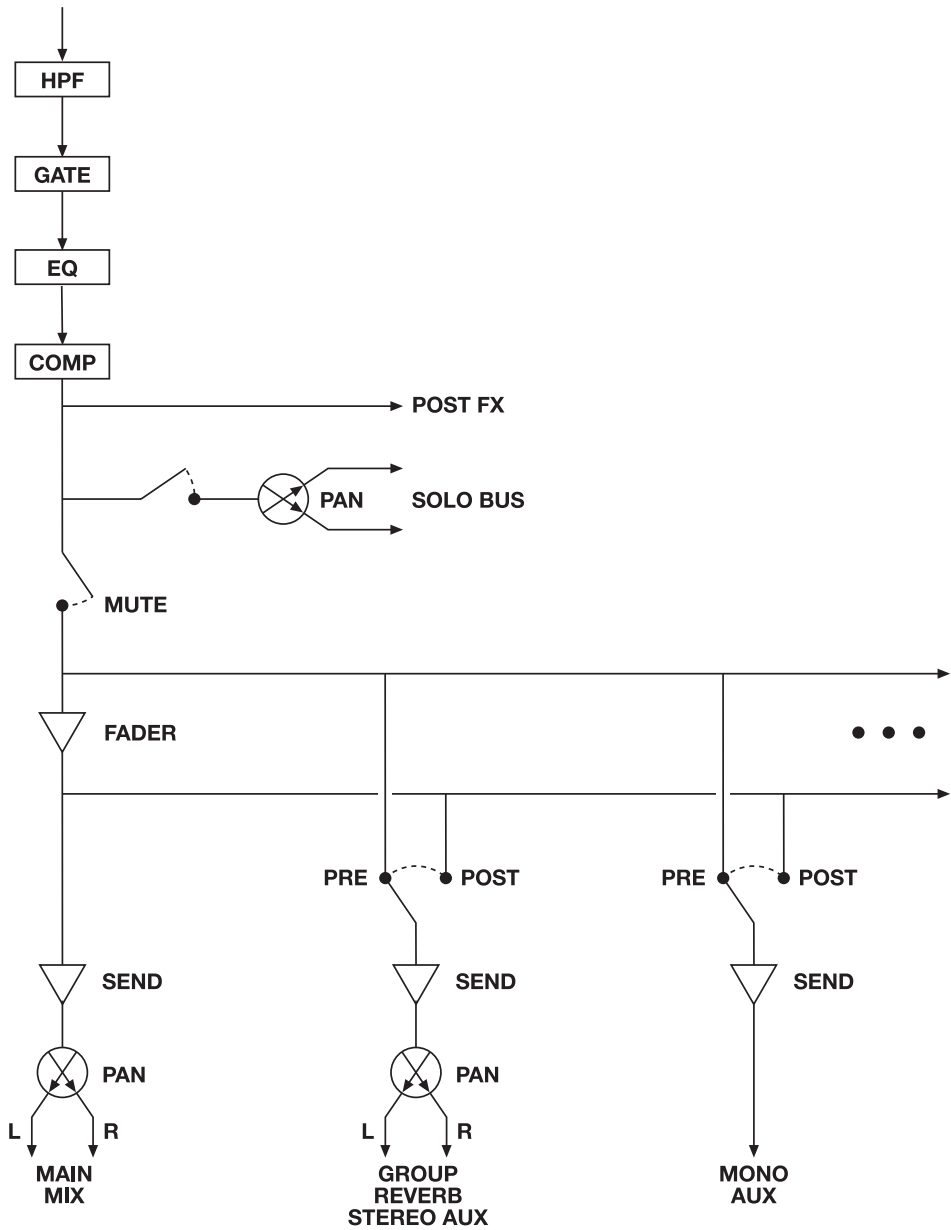 HPF
GATE
EQ
COMP
POST FX
PAN SOLO BUS
MUTE
FADER
PRE POST PRE POST
SEND SEND SEND
PAN PAN
L R L R
MAIN
MIX
GROUP
REVERB
STEREO AUX
MONO
AUX